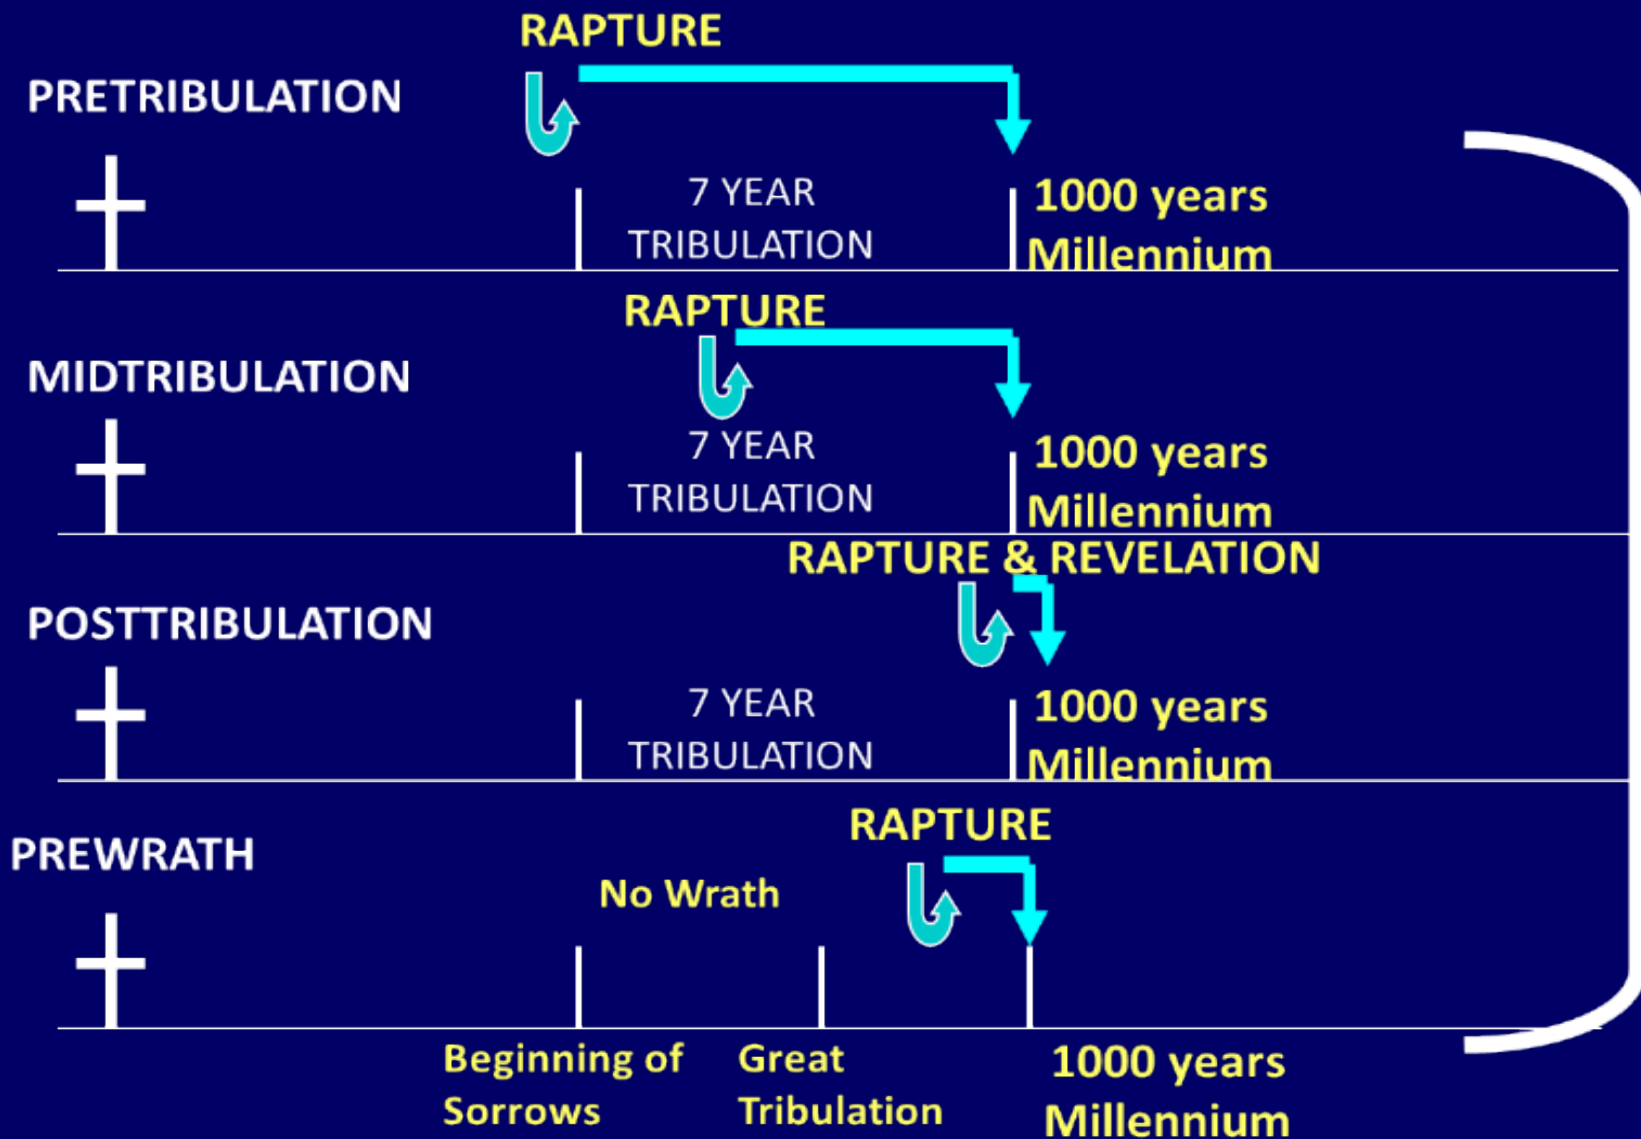 RAPTURE
PRETRIBULATION
7 YEAR
TRIBULATION
1000 years
Millennium
RAPTURE
MIDTRIBULATION
7 YEAR
TRIBULATION
1000 years
Millennium
RAPTURE & REVELATION
POSTTRIBULATION
7 YEAR
TRIBULATION
1000 years
Millennium
RAPTURE
PREWRATH
No Wrath
Beginning of
Sorrows
Great
Tribulation
1000 years
Millennium